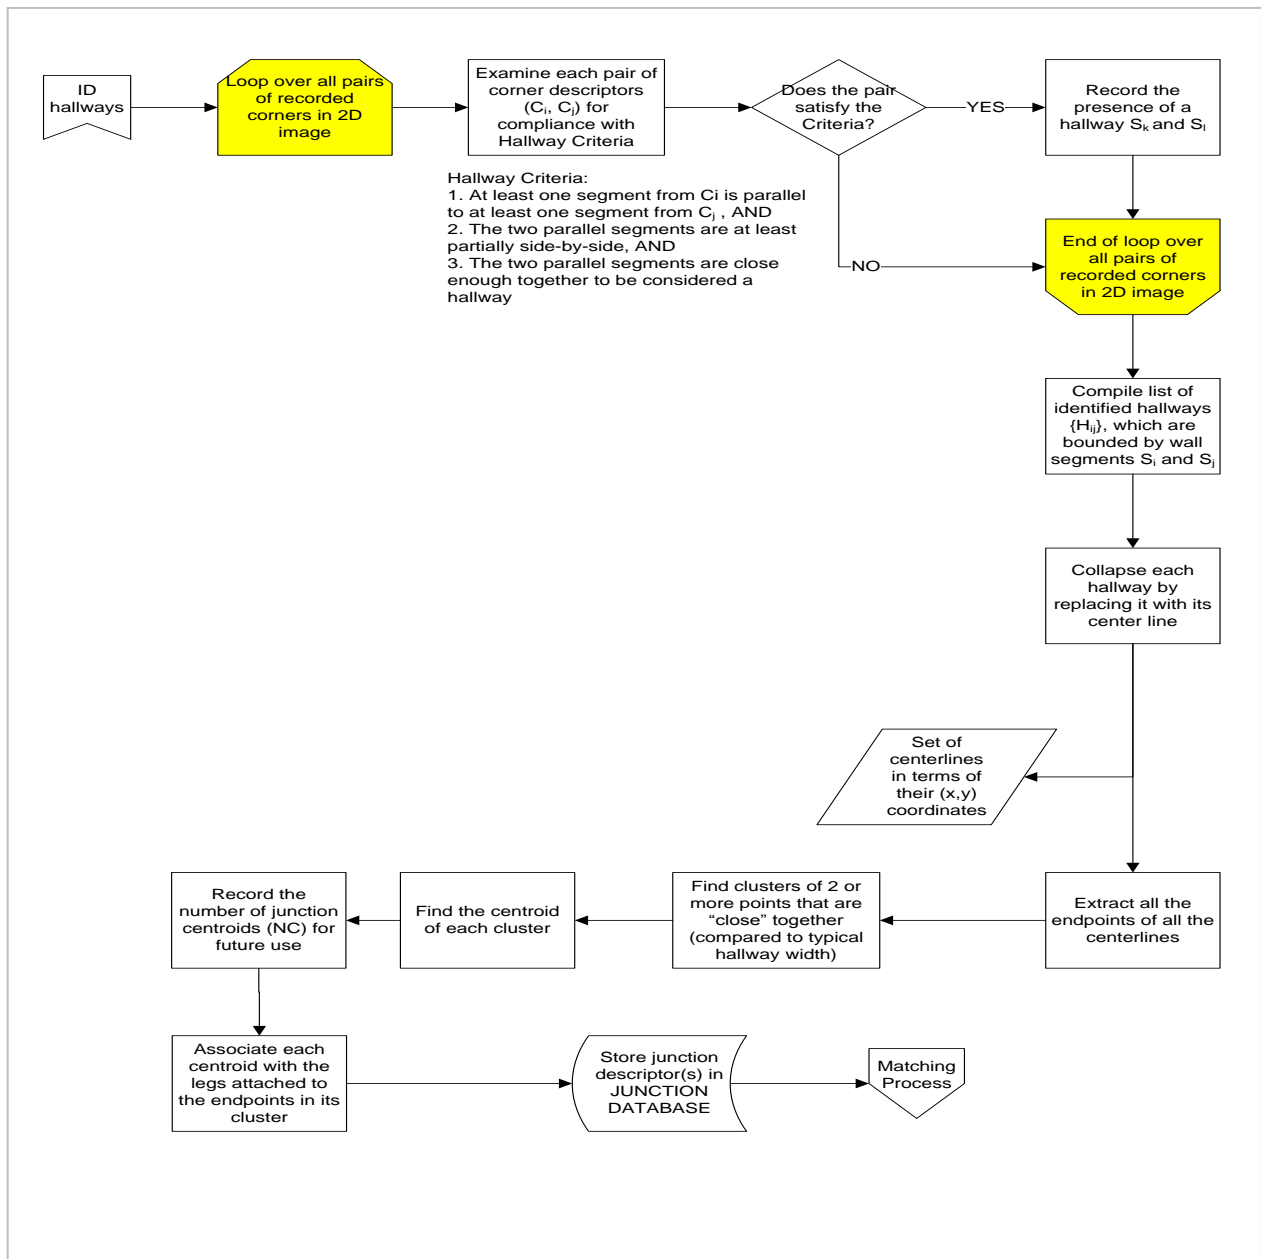 ID
hallways
Loop over all pairs
of recorded
corners in 2D
image
Examine each pair of
corner descriptors
(Cᵢ, Cⱼ) for
compliance with
Hallway Criteria
Does the pair
satisfy the
Criteria?
YES
Record the
presence of a
hallway Sₖ and Sₗ
Hallway Criteria:
1. At least one segment from Ci is parallel
to at least one segment from Cⱼ , AND
2. The two parallel segments are at least
partially side-by-side, AND
3. The two parallel segments are close
enough together to be considered a
hallway
NO
End of loop over
all pairs of
recorded corners
in 2D image
Compile list of
identified hallways
{Hᵢⱼ}, which are
bounded by wall
segments Sᵢ and Sⱼ
Collapse each
hallway by
replacing it with its
center line
Set of
centerlines
in terms of
their (x,y)
coordinates
Extract all the
endpoints of all the
centerlines
Find clusters of 2 or
more points that are
“close” together
(compared to typical
hallway width)
Find the centroid
of each cluster
Record the
number of junction
centroids (NC) for
future use
Associate each
centroid with the
legs attached to
the endpoints in its
cluster
Store junction
descriptor(s) in
JUNCTION
DATABASE
Matching
Process